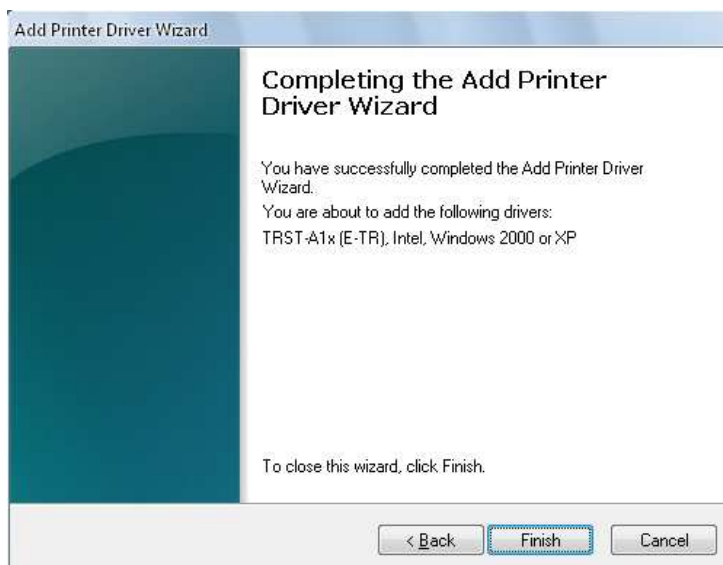 Add Printer Driver Wizard
Completing the Add Printer
Driver Wizard
You have successfully completed the Add Printer Driver
Wizard.
You are about to add the following drivers:
TRST-A1x (E-TR), Intel, Windows 2000 or XP
To close this wizard, click Finish.
< Back Finish Cancel